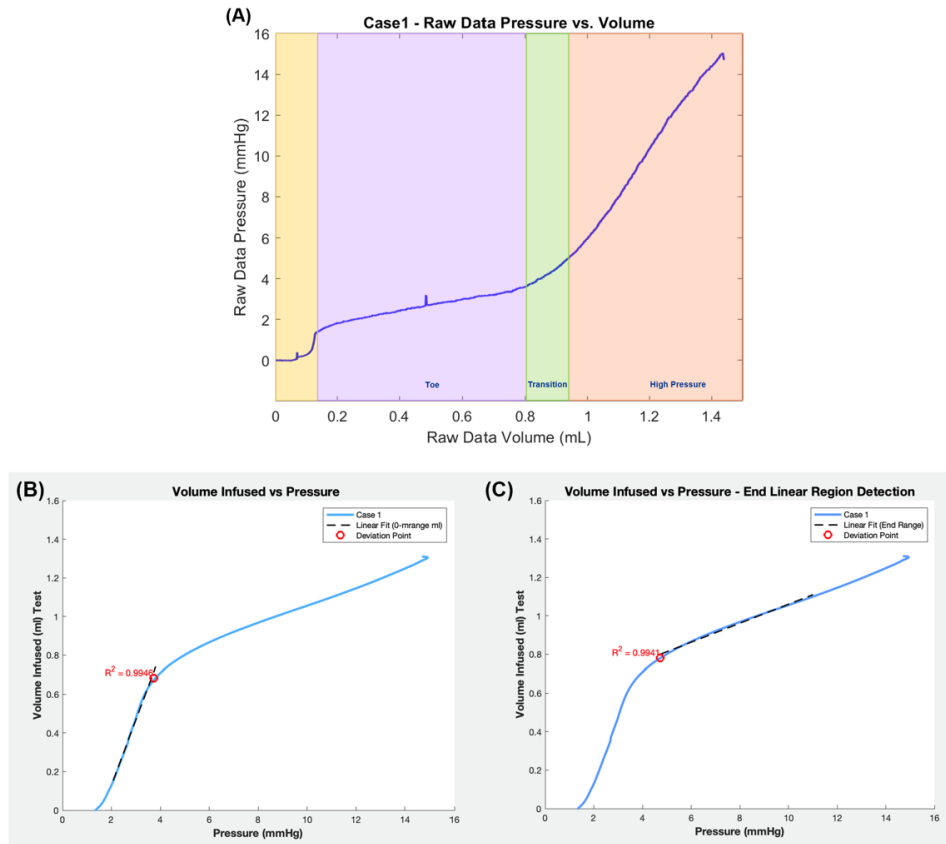 (A)
Case1 - Raw Data Pressure vs. Volume
Raw Data Pressure (mmHg)
16
14
12
10
8
6
4
2
0
Toe
Transition
High Pressure
0 0.2 0.4 0.6 0.8 1 1.2 1.4
Raw Data Volume (mL)
(B)
Volume Infused vs Pressure
Volume Infused (ml) Test
1.6
1.4
1.2
1
0.8
0.6
0.4
0.2
0
Case 1
Linear Fit (0-mrange ml)
Deviation Point
R² = 0.9946
0 2 4 6 8 10 12 14 16
Pressure (mmHg)
(C)
Volume Infused vs Pressure - End Linear Region Detection
Volume Infused (ml) Test
1.6
1.4
1.2
1
0.8
0.6
0.4
0.2
0
Case 1
Linear Fit (End Range)
Deviation Point
R² = 0.9941
0 2 4 6 8 10 12 14 16
Pressure (mmHg)